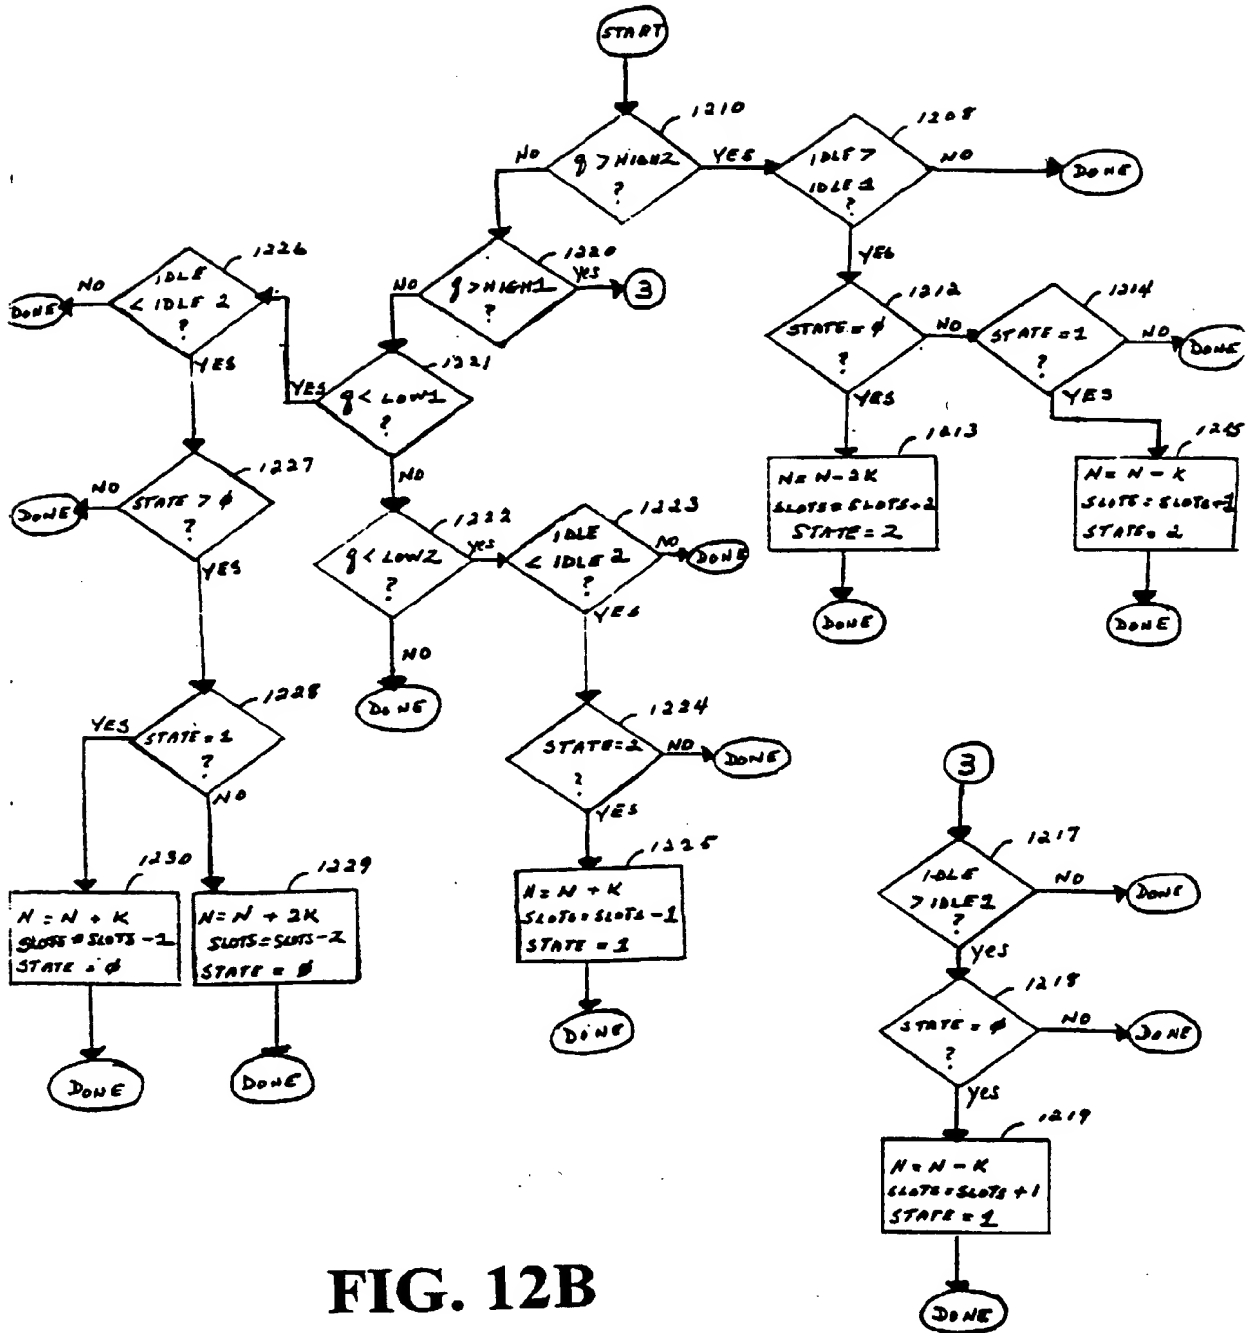 START
1210
q > HIGH2
?
NO
YES
1208
IDLE >
IDLE 1
?
NO
DONE
YES
1220
q > HIGH1
?
NO
yes
3
1226
IDLE
< IDLE 2
?
NO
DONE
YES
1212
STATE = φ
?
NO
YES
1214
STATE = 1
?
NO
DONE
YES
1221
q < LOW1
?
YES
NO
1213
N = N - 2K
SLOTS = SLOTS + 2
STATE = 2
DONE
1215
N = N - K
SLOTS = SLOTS + 1
STATE = 2
DONE
1227
STATE > φ
?
NO
DONE
YES
1222
q < LOW2
?
yes
NO
DONE
1223
IDLE
< IDLE 2
?
NO
DONE
YES
1228
STATE = 1
?
YES
NO
1224
STATE = 2
?
NO
DONE
YES
1230
N = N + K
SLOTS = SLOTS - 1
STATE = φ
DONE
1229
N = N + 2K
SLOTS = SLOTS - 2
STATE = φ
DONE
1225
N = N + K
SLOTS = SLOTS - 1
STATE = 1
DONE
3
1217
IDLE
> IDLE 1
?
NO
DONE
yes
1218
STATE = φ
?
NO
DONE
yes
1219
N = N - K
SLOTS = SLOTS + 1
STATE = 1
DONE
FIG. 12B